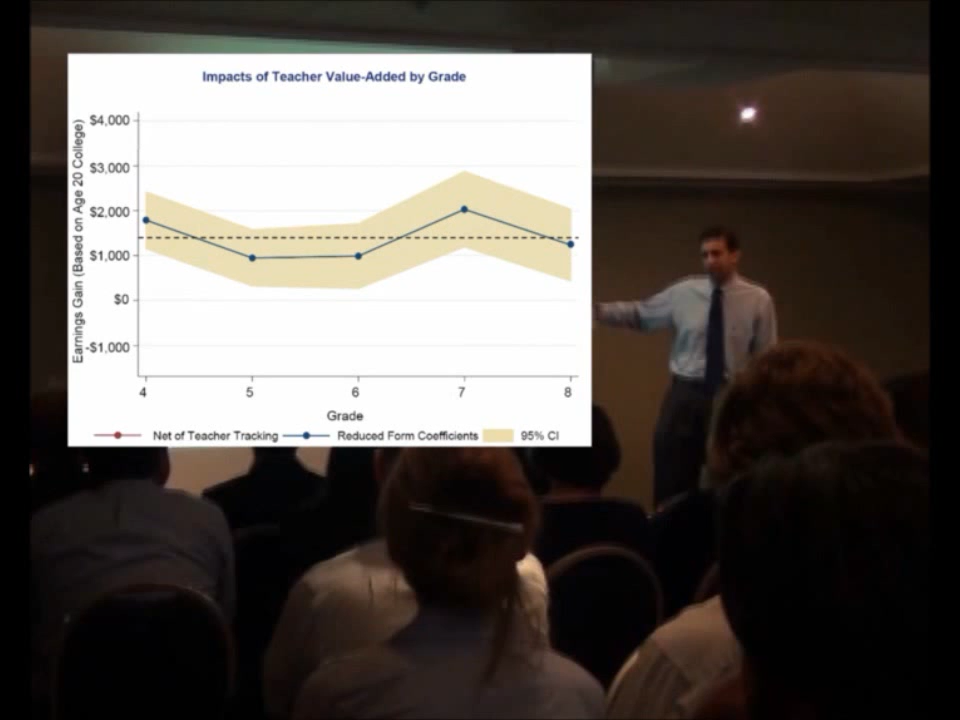 Impacts of Teacher Value-Added by Grade
Earnings Gain (Based on Age 20 College)
$4,000
$3,000
$2,000
$1,000
$0
-$1,000
4 5 6 7 8
Grade
Net of Teacher Tracking Reduced Form Coefficients 95% CI